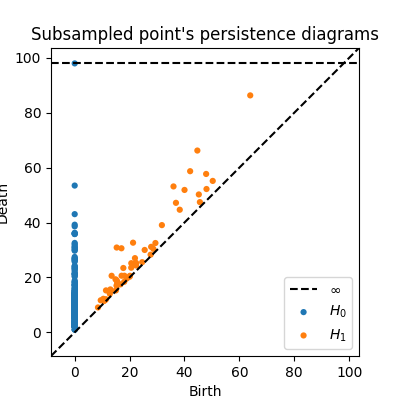 Subsampled point's persistence diagrams
100
80
60
40
20
0
Death
0 20 40 60 80 100
Birth
∞
H₀
H₁